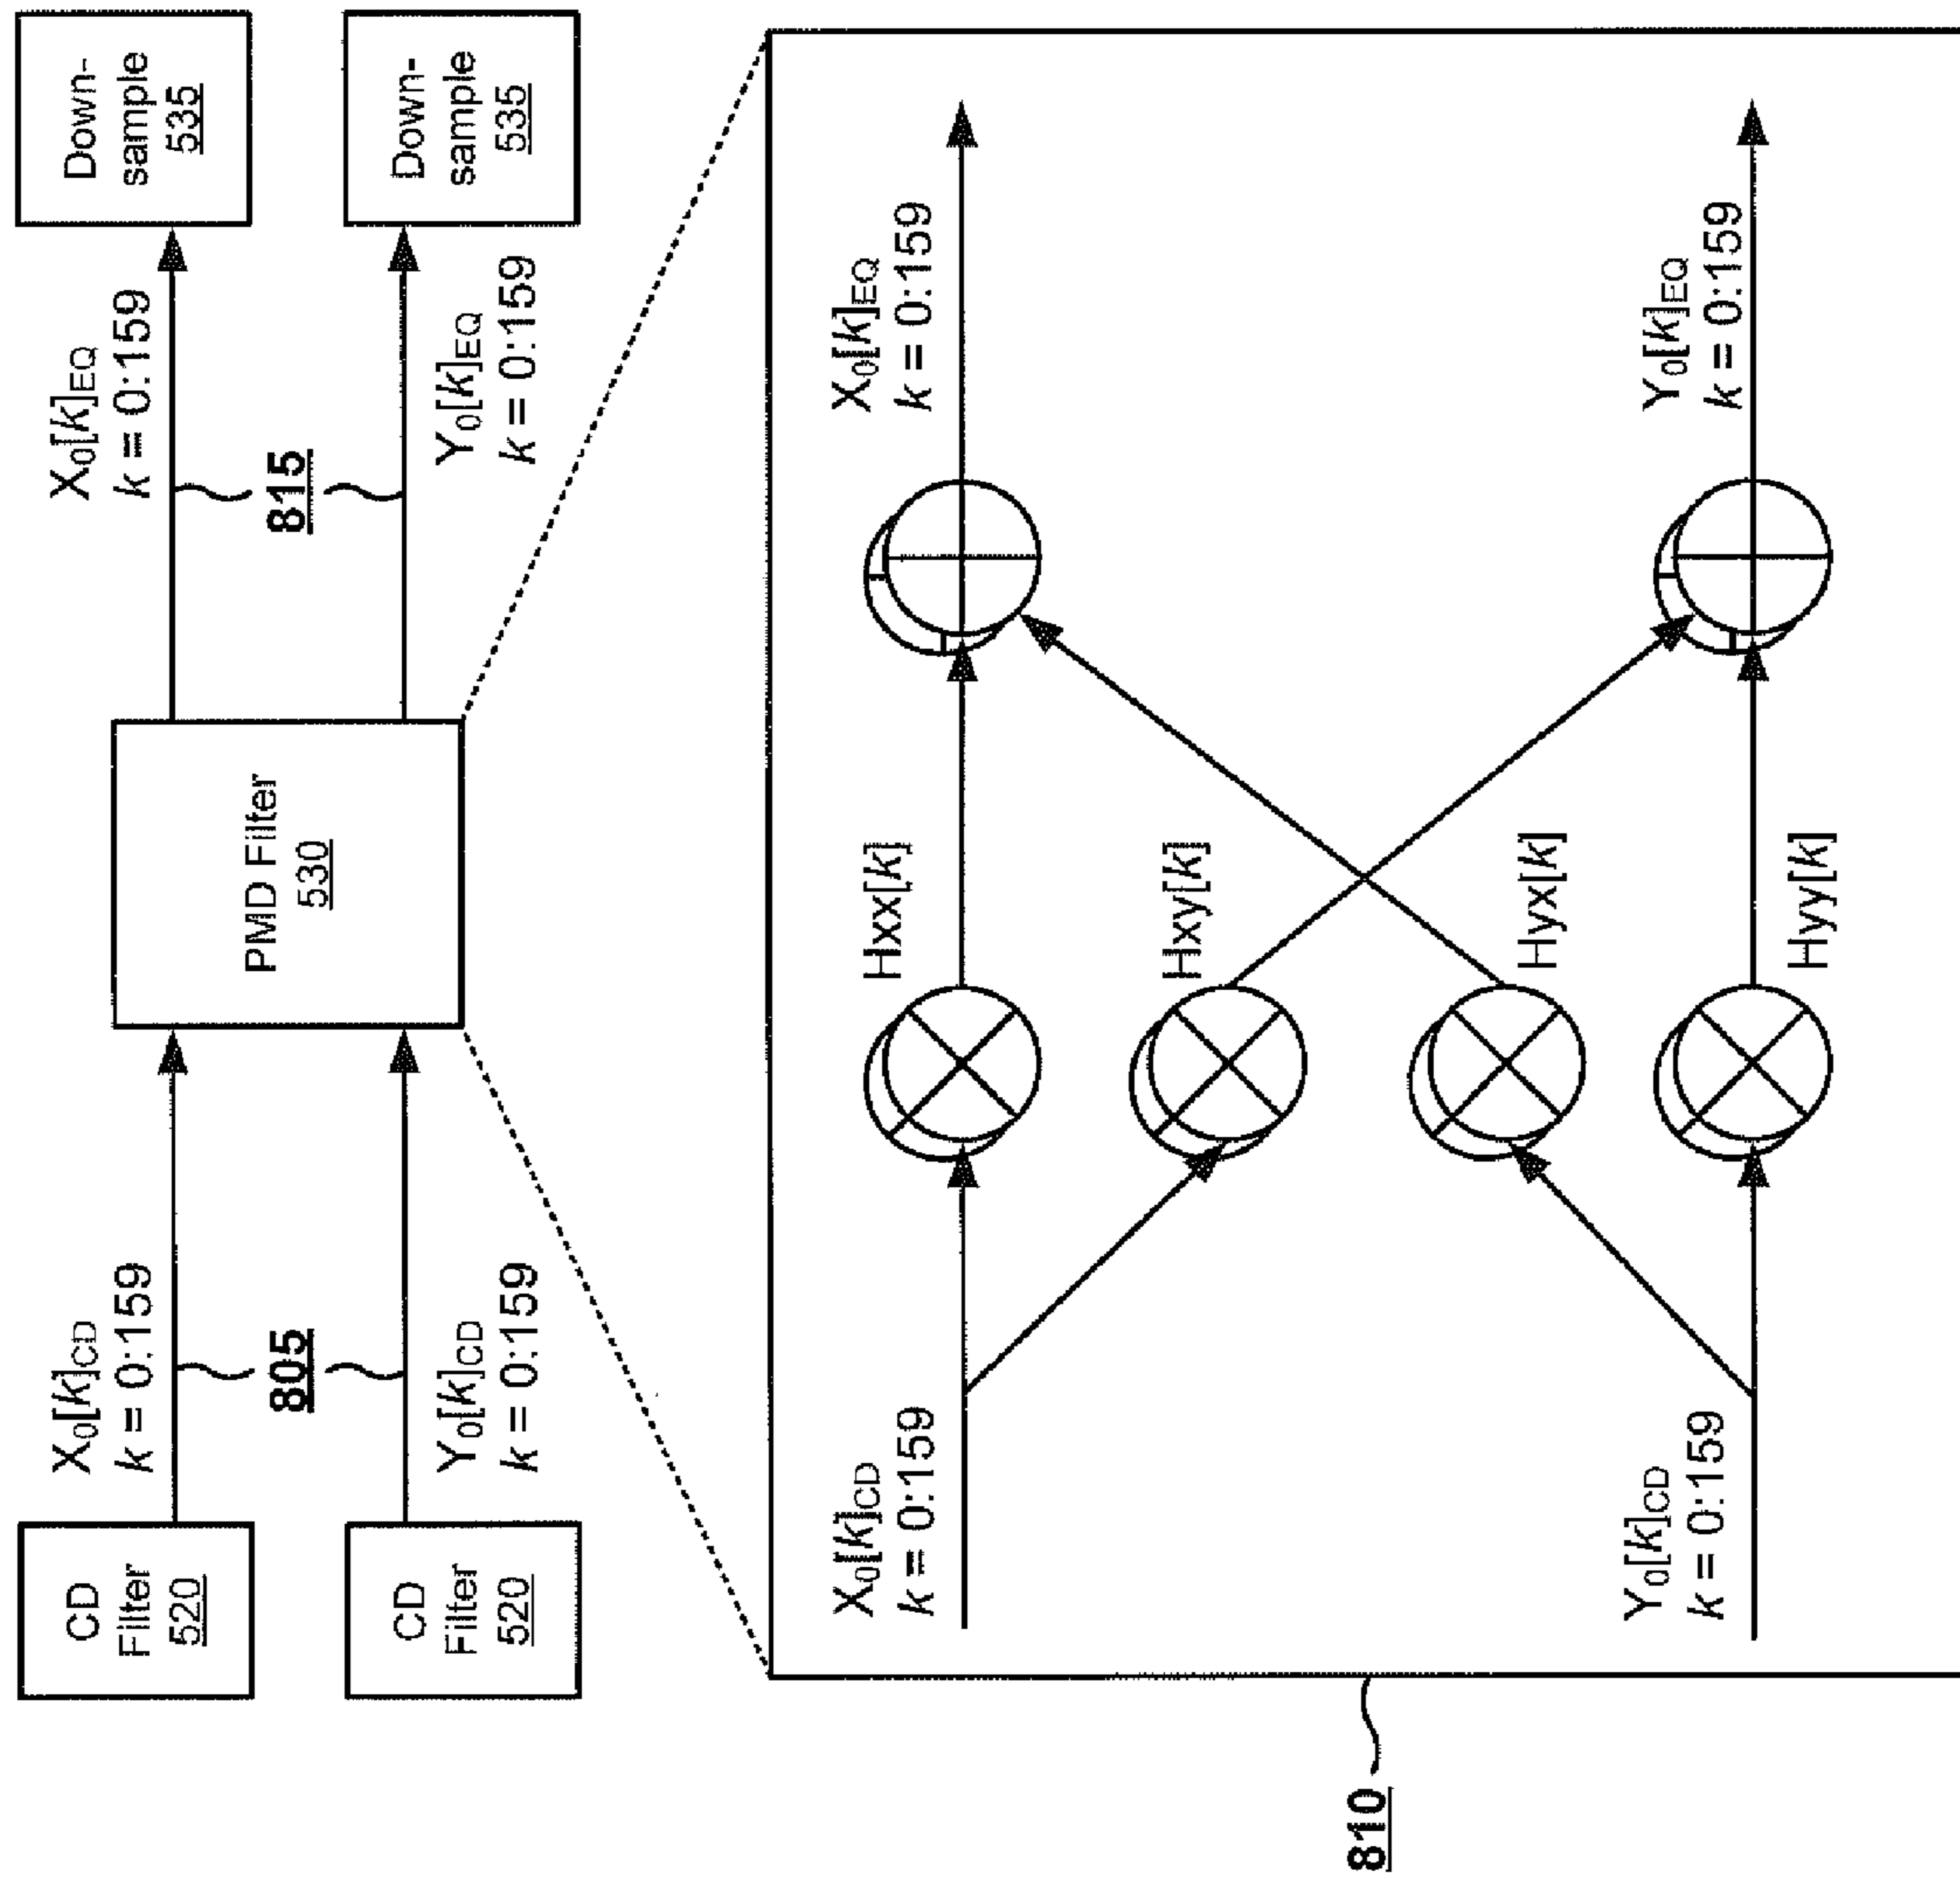 CD
Filter
520
X0[k]CD
k = 0:159
805
PMD Filter
530
X0[k]EQ
k = 0:159
815
Down-
sample
535
CD
Filter
520
Y0[k]CD
k = 0:159
Y0[k]EQ
k = 0:159
Down-
sample
535
810
X0[k]CD
k = 0:159
Hxx[k]
X0[k]EQ
k = 0:159
Hxy[k]
Hyx[k]
Y0[k]CD
k = 0:159
Hyy[k]
Y0[k]EQ
k = 0:159